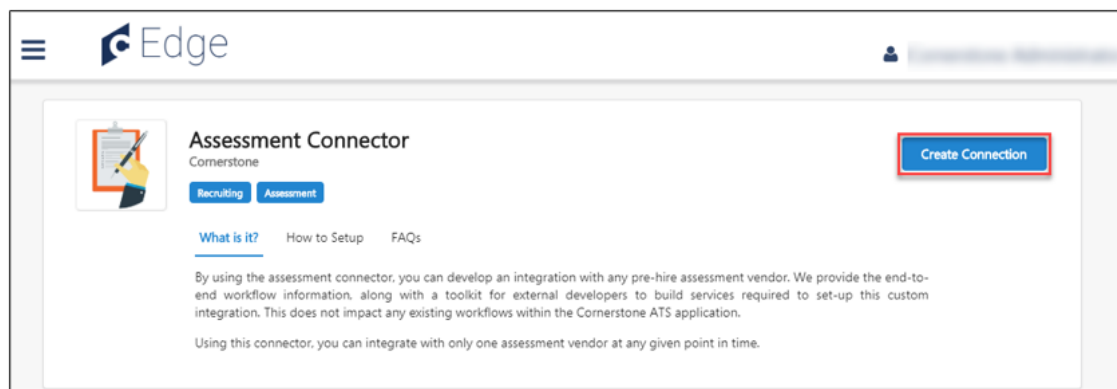 Edge
Assessment Connector
Cornerstone
Create Connection
Recruiting Assessment
What is it? How to Setup FAQs
By using the assessment connector, you can develop an integration with any pre-hire assessment vendor. We provide the end-to-
end workflow information, along with a toolkit for external developers to build services required to set-up this custom
integration. This does not impact any existing workflows within the Cornerstone ATS application.
Using this connector, you can integrate with only one assessment vendor at any given point in time.